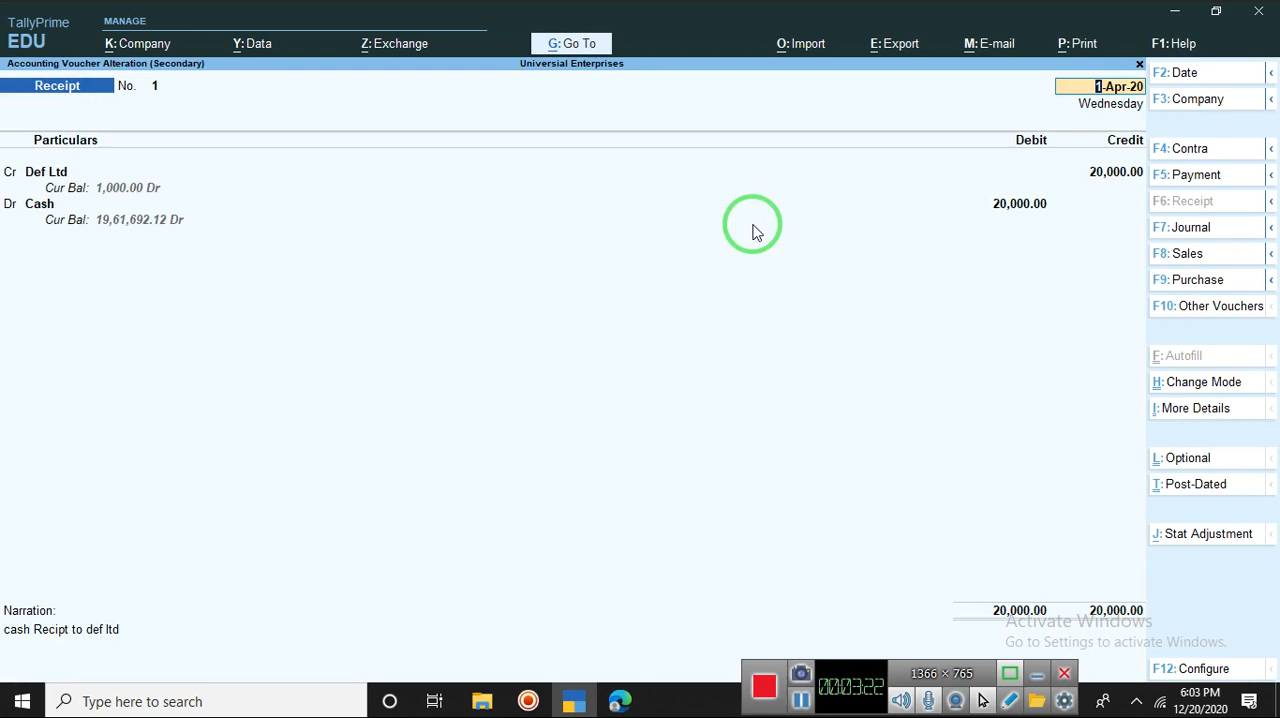 TallyPrime
EDU
MANAGE
K: Company
Y: Data
Z: Exchange
G: Go To
O: Import
E: Export
M: E-mail
P: Print
F1: Help
Accounting Voucher Alteration (Secondary)
Universial Enterprises
Receipt No. 1
1-Apr-20
Wednesday
Particulars Debit Credit
Cr Def Ltd 20,000.00
Cur Bal: 1,000.00 Dr
Dr Cash 20,000.00
Cur Bal: 19,61,692.12 Dr
F2: Date
F3: Company
F4: Contra
F5: Payment
F6: Receipt
F7: Journal
F8: Sales
F9: Purchase
F10: Other Vouchers
F: Autofill
H: Change Mode
I: More Details
L: Optional
T: Post-Dated
J: Stat Adjustment
F12: Configure
Narration: 20,000.00 20,000.00
cash Recipt to def ltd
Activate Windows
Go to Settings to activate Windows.
000:03:22
1366 × 765
Type here to search
6:03 PM
12/20/2020